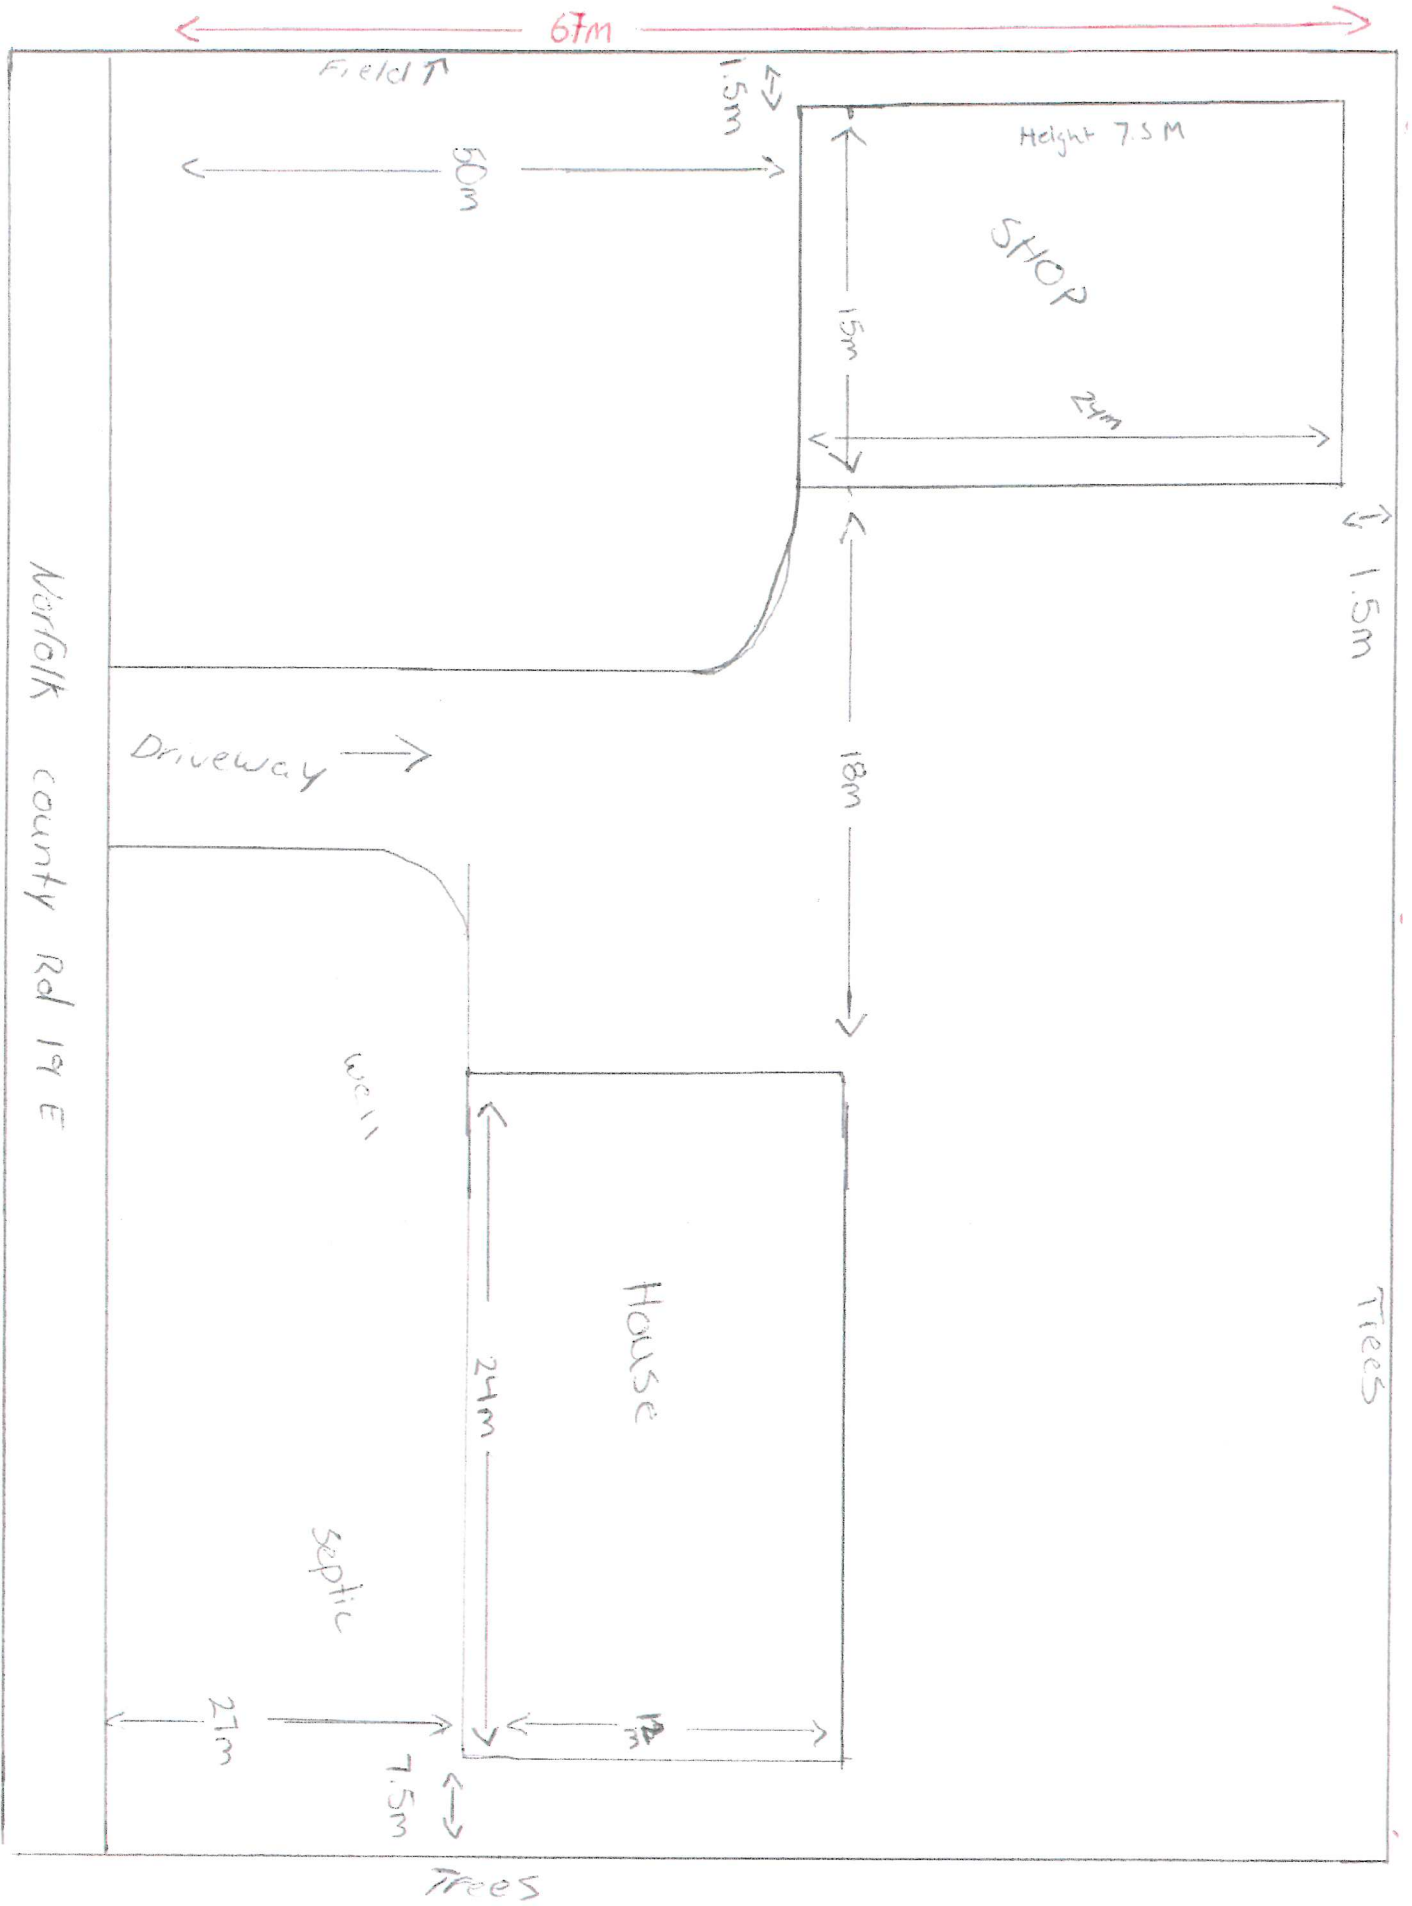 67m
Field ↑
1.5m
Height 7.5 M
50m
SHOP
15m
24m
1.5m
Driveway →
18m
Norfolk County Rd 19 E
Well
House
Trees
24m
Septic
27m
12m
7.5m
Trees